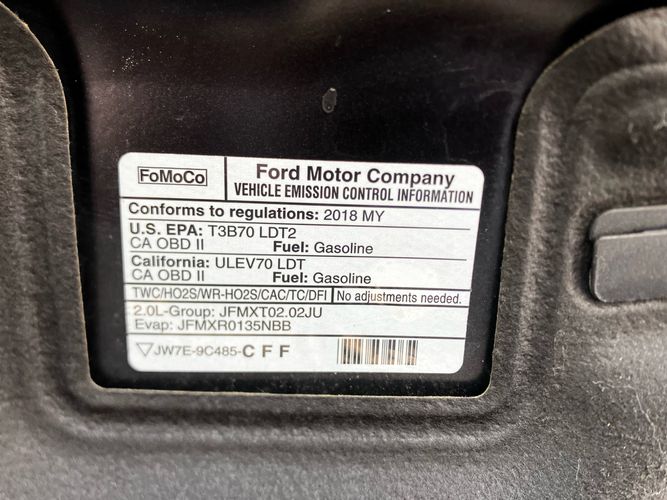 FoMoCo
Ford Motor Company
VEHICLE EMISSION CONTROL INFORMATION
Conforms to regulations: 2018 MY
U.S. EPA: T3B70 LDT2
CA OBD II Fuel: Gasoline
California: ULEV70 LDT
CA OBD II Fuel: Gasoline
TWC/HO2S/WR-HO2S/CAC/TC/DFI No adjustments needed.
2.0L-Group: JFMXT02.02JU
Evap: JFMXR0135NBB
▽JW7E-9C485-C F F